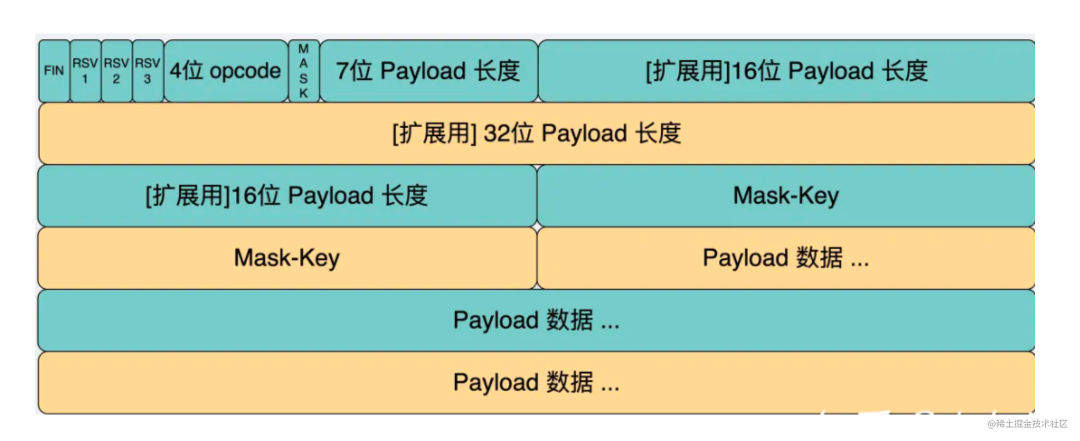 FIN RSV 1 RSV 2 RSV 3 4位 opcode MASK 7位 Payload 长度 [扩展用]16位 Payload 长度
[扩展用] 32位 Payload 长度
[扩展用]16位 Payload 长度 Mask-Key
Mask-Key Payload 数据 ...
Payload 数据 ...
Payload 数据 ...
@稀土掘金技术社区